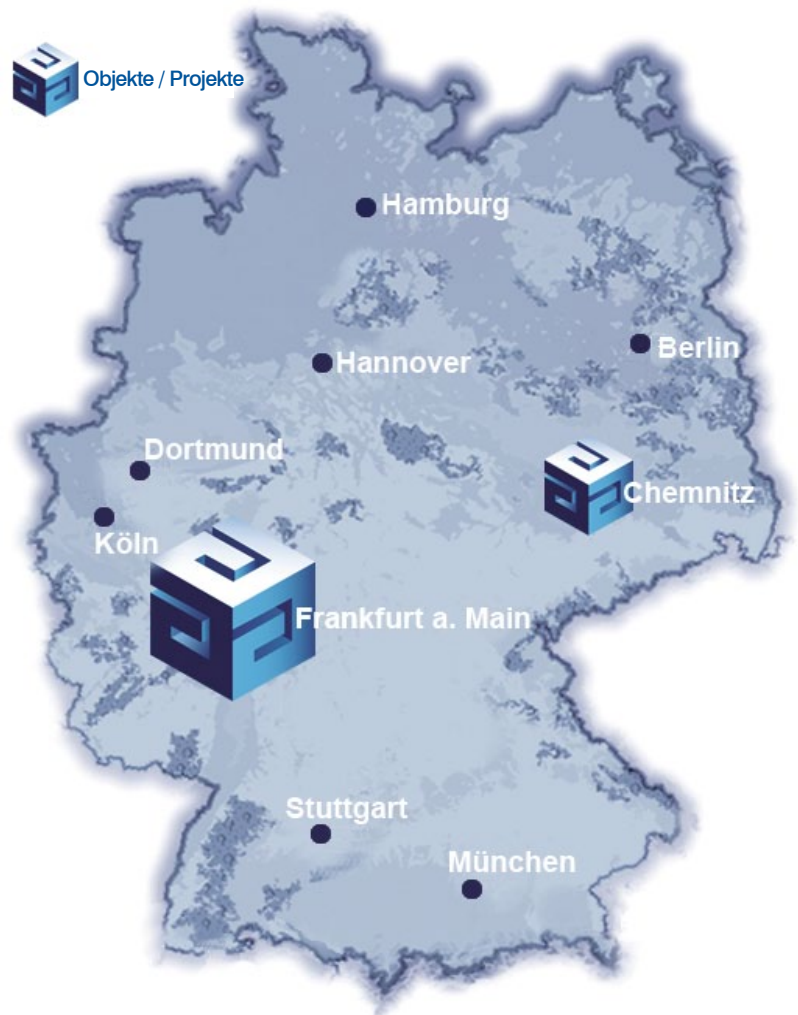 Objekte / Projekte
Hamburg
Hannover
Berlin
Dortmund
Chemnitz
Köln
Frankfurt a. Main
Stuttgart
München